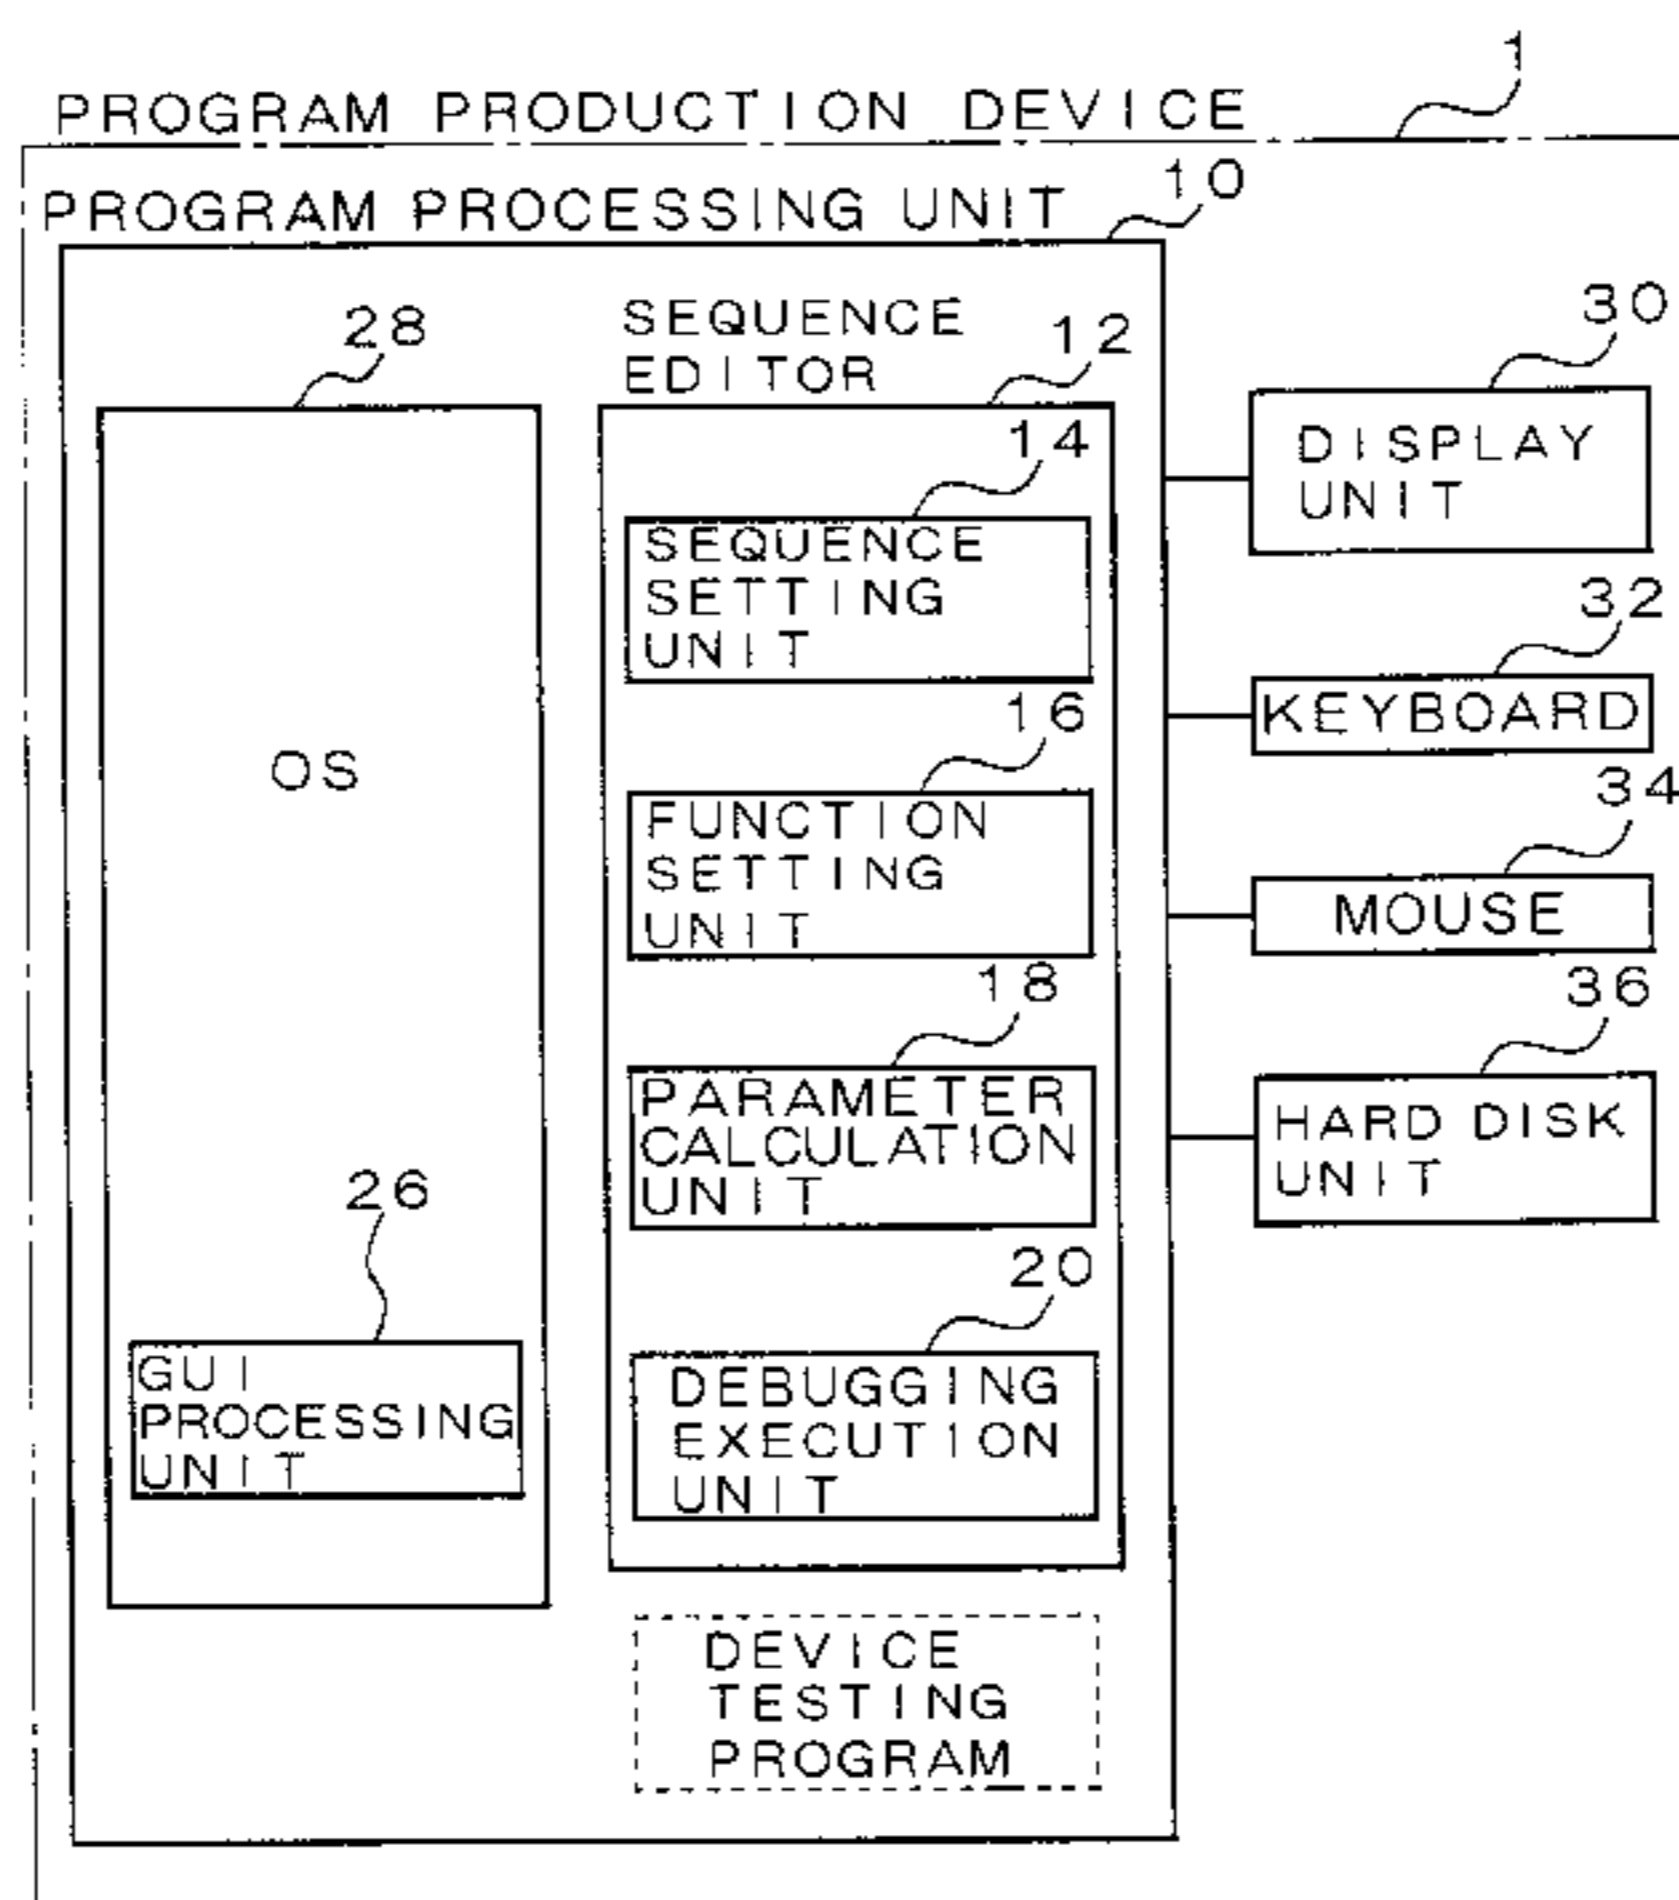 1
PROGRAM PRODUCTION DEVICE
10
PROGRAM PROCESSING UNIT
28
OS
26
GUI
PROCESSING
UNIT
SEQUENCE
EDITOR
12
14
SEQUENCE
SETTING
UNIT
16
FUNCTION
SETTING
UNIT
18
PARAMETER
CALCULATION
UNIT
20
DEBUGGING
EXECUTION
UNIT
DEVICE
TESTING
PROGRAM
30
DISPLAY
UNIT
32
KEYBOARD
34
MOUSE
36
HARD DISK
UNIT